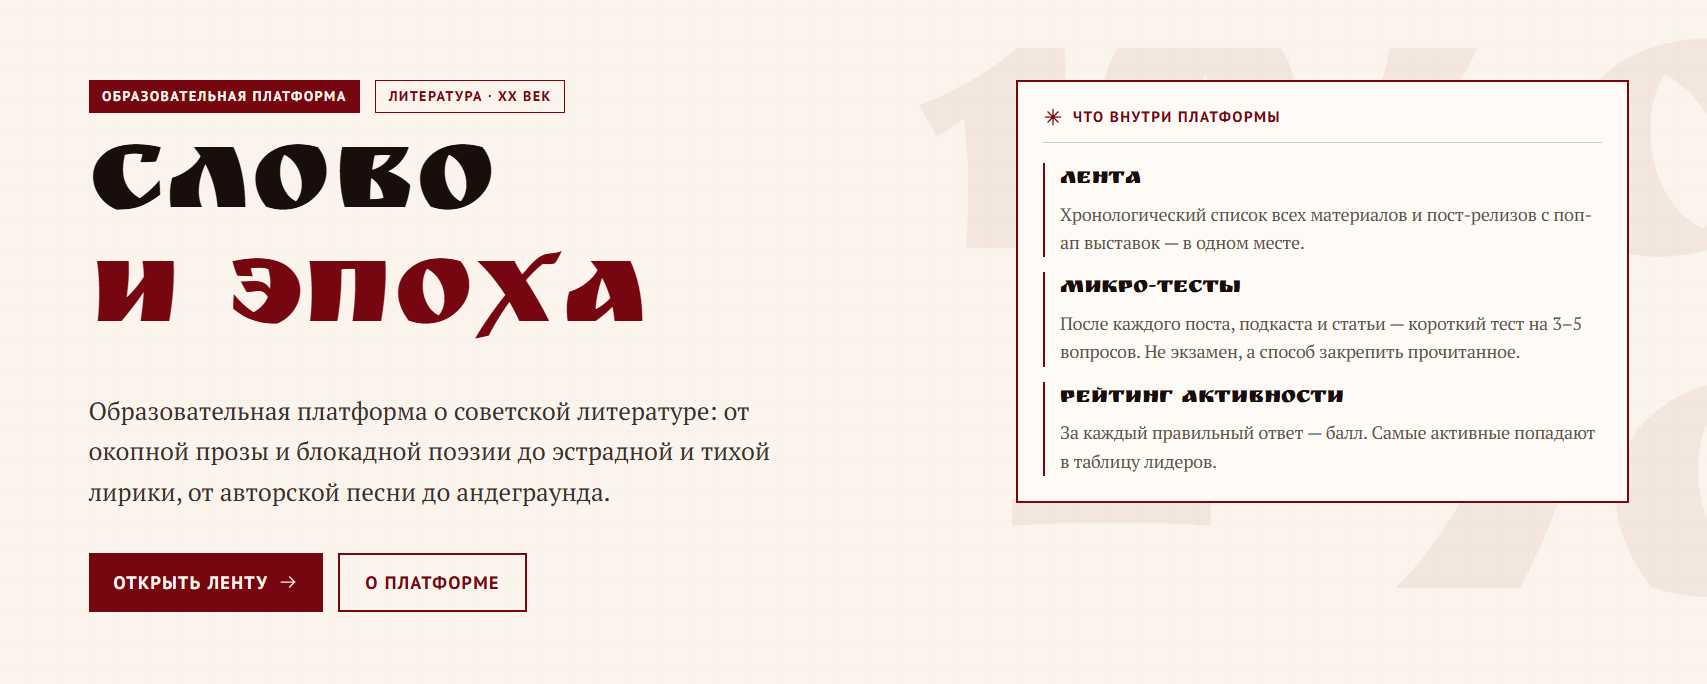 ОБРАЗОВАТЕЛЬНАЯ ПЛАТФОРМА
ЛИТЕРАТУРА · XX ВЕК
СЛОВО
И ЭПОХА
Образовательная платформа о советской литературе: от
окопной прозы и блокадной поэзии до эстрадной и тихой
лирики, от авторской песни до андеграунда.
ОТКРЫТЬ ЛЕНТУ →
О ПЛАТФОРМЕ
ЧТО ВНУТРИ ПЛАТФОРМЫ
ЛЕНТА
Хронологический список всех материалов и пост-релизов с поп-
ап выставок — в одном месте.
МИКРО-ТЕСТЫ
После каждого поста, подкаста и статьи — короткий тест на 3–5
вопросов. Не экзамен, а способ закрепить прочитанное.
РЕЙТИНГ АКТИВНОСТИ
За каждый правильный ответ — балл. Самые активные попадают
в таблицу лидеров.